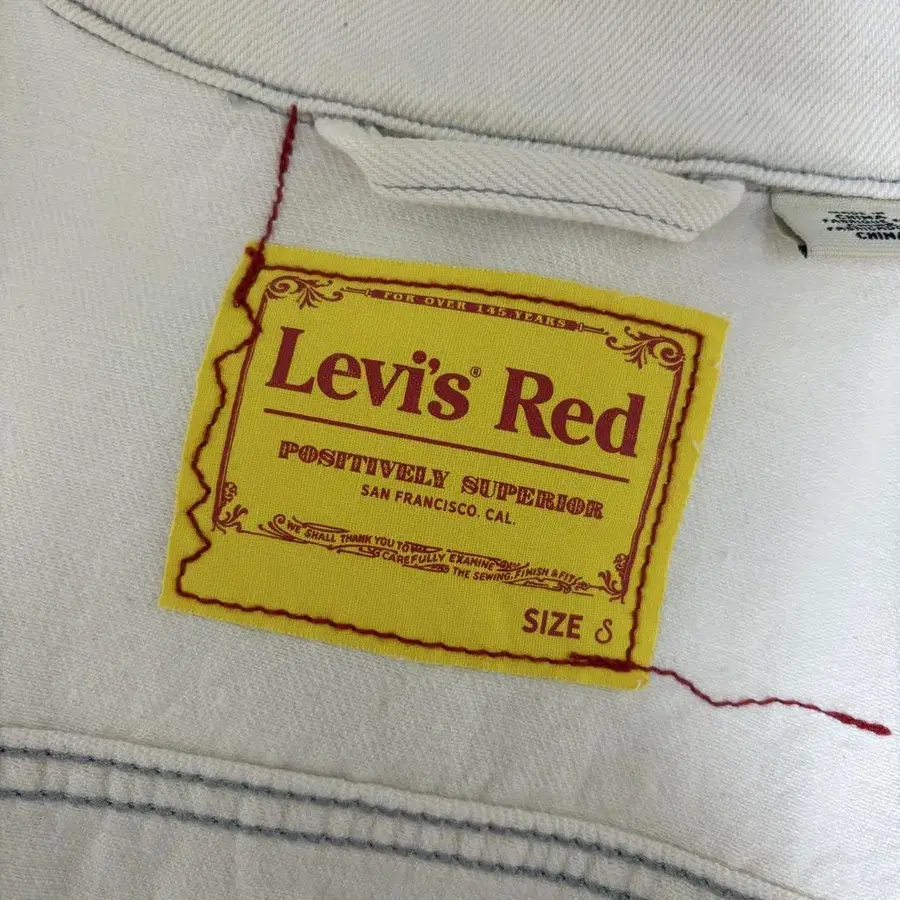 FOR OVER 145 YEARS
Levi's® Red
POSITIVELY SUPERIOR
SAN FRANCISCO, CAL.
WE SHALL THANK YOU TO
CAREFULLY EXAMINE
THE SEWING, FINISH & FIT
SIZE S
CHINA
CHINA